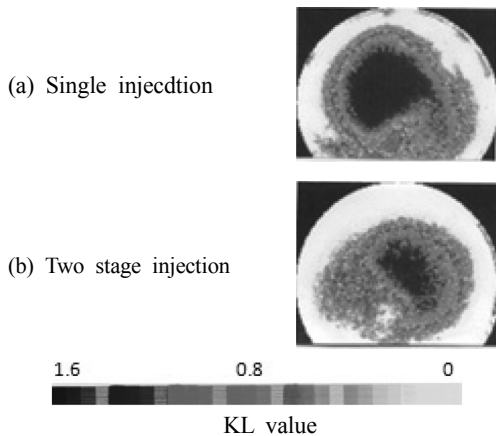 (a) Single injecdtion
(b) Two stage injection
1.6 0.8 0
KL value